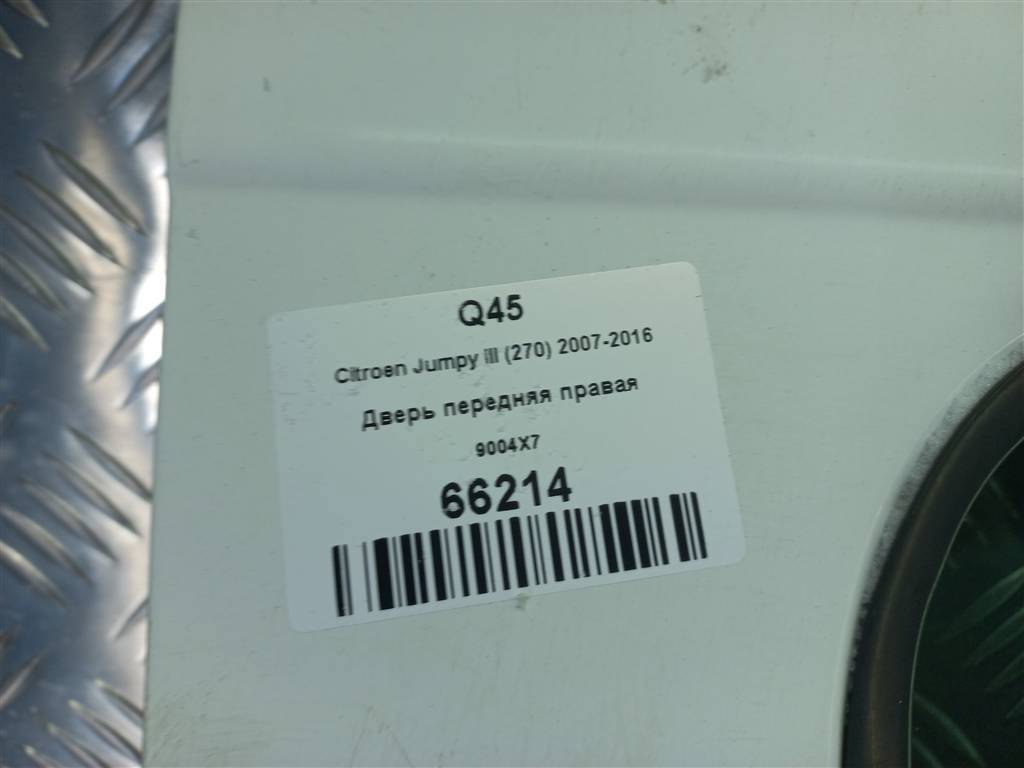 Q45
Citroen Jumpy iii (270) 2007-2016
Дверь передняя правая
9004X7
66214